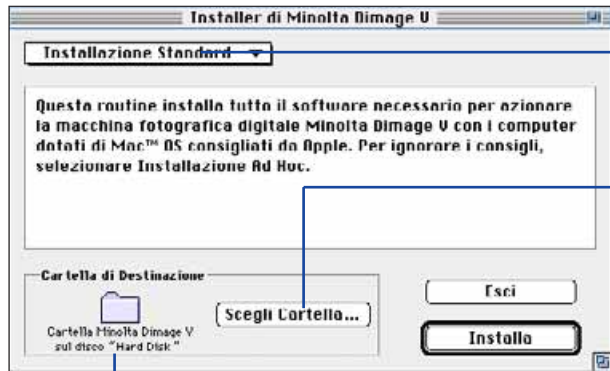 Installer di Minolta Dimage V
Installazione Standard
Questa routine installa tutto il software necessario per azionare
la macchina fotografica digitale Minolta Dimage V con i computer
dotati di Mac™ OS consigliati da Apple. Per ignorare i consigli,
selezionare Installazione Ad Hoc.
Cartella di Destinazione
Cartella Minolta Dimage V
sul disco "Hard Disk"
Scegli Cartella...
Esci
Installa